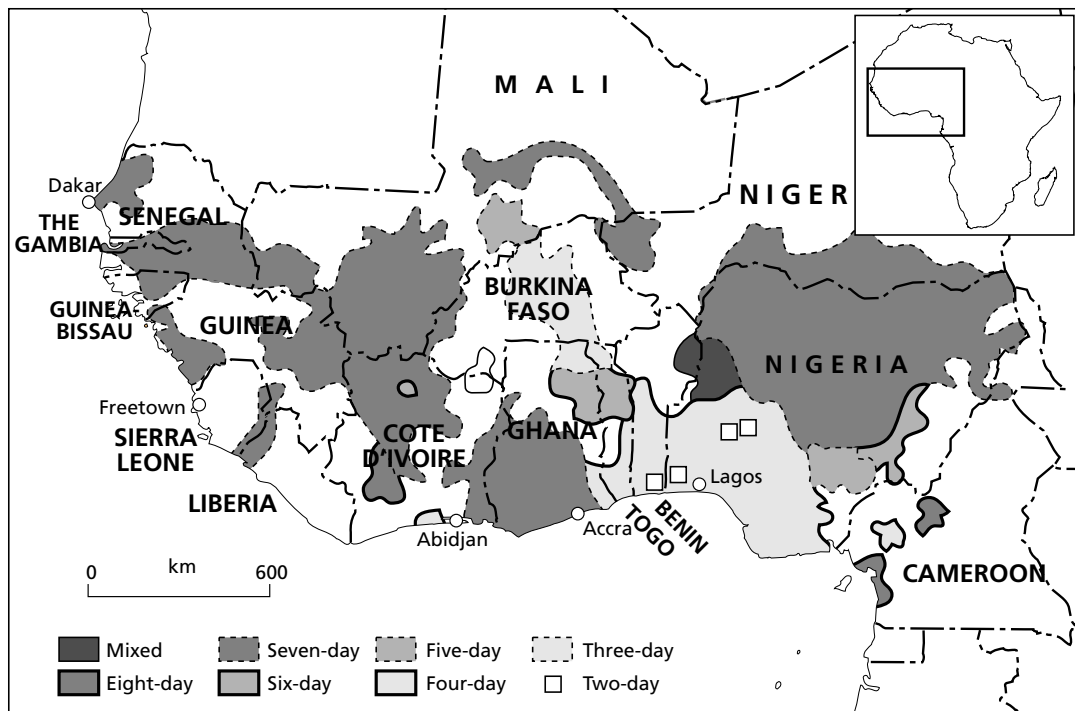 M A L I
NIGER
Dakar
SENEGAL
THE
GAMBIA
BURKINA
FASO
GUINEA-
BISSAU
GUINEA
NIGERIA
Freetown
SIERRA
LEONE
COTE
D'IVOIRE
GHANA
LIBERIA
Lagos
Abidjan
Accra
TOGO
BENIN
CAMEROON
0 km 600
Mixed
Seven-day
Five-day
Three-day
Eight-day
Six-day
Four-day
Two-day